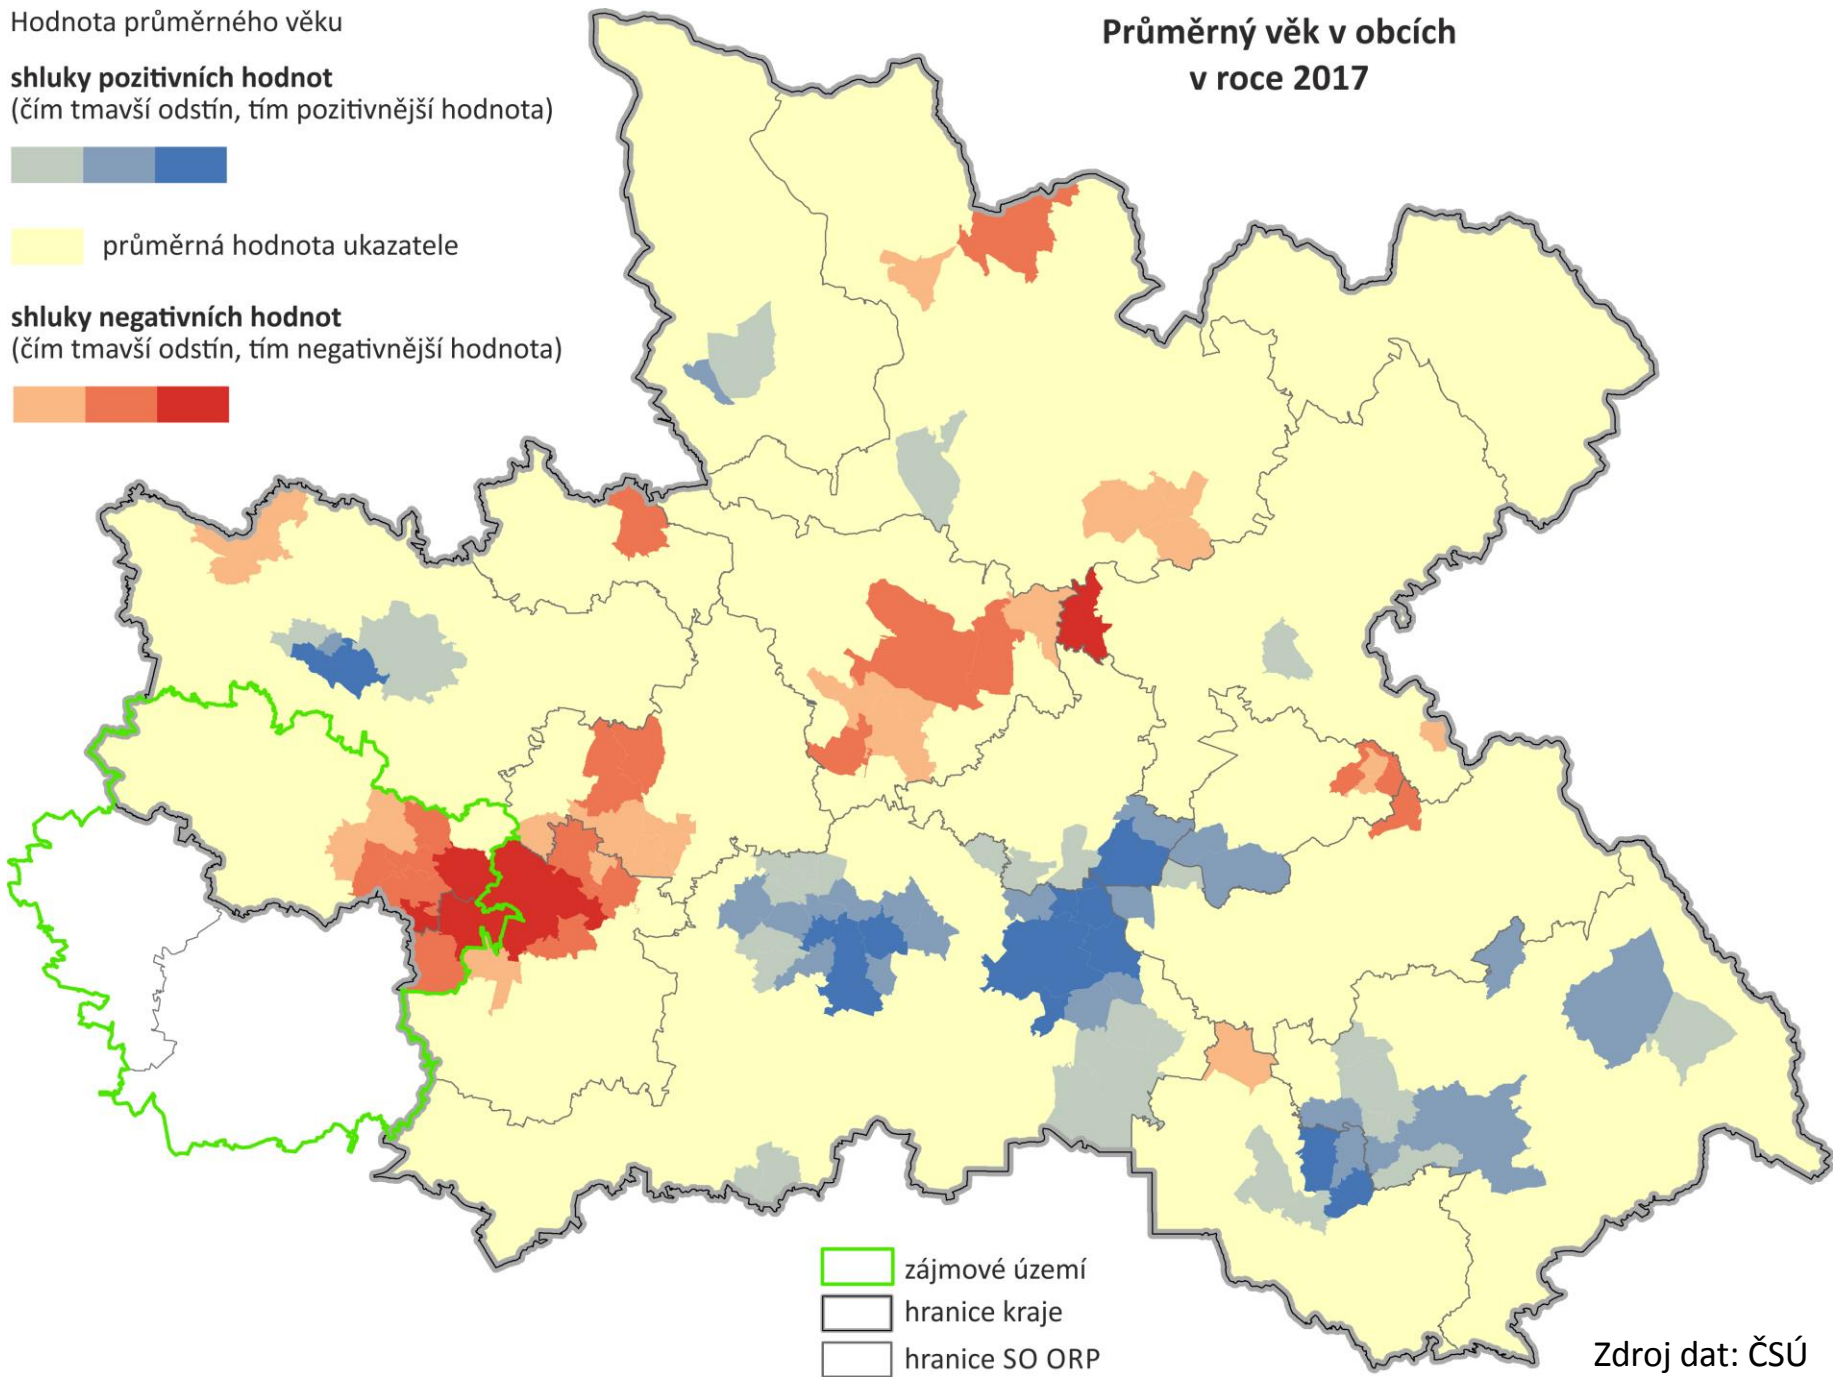 Hodnota průměrného věku
shluky pozitivních hodnot
(čím tmavší odstín, tím pozitivnější hodnota)
průměrná hodnota ukazatele
shluky negativních hodnot
(čím tmavší odstín, tím negativnější hodnota)
Průměrný věk v obcích
v roce 2017
zájmové území
hranice kraje
hranice SO ORP
Zdroj dat: ČSÚ